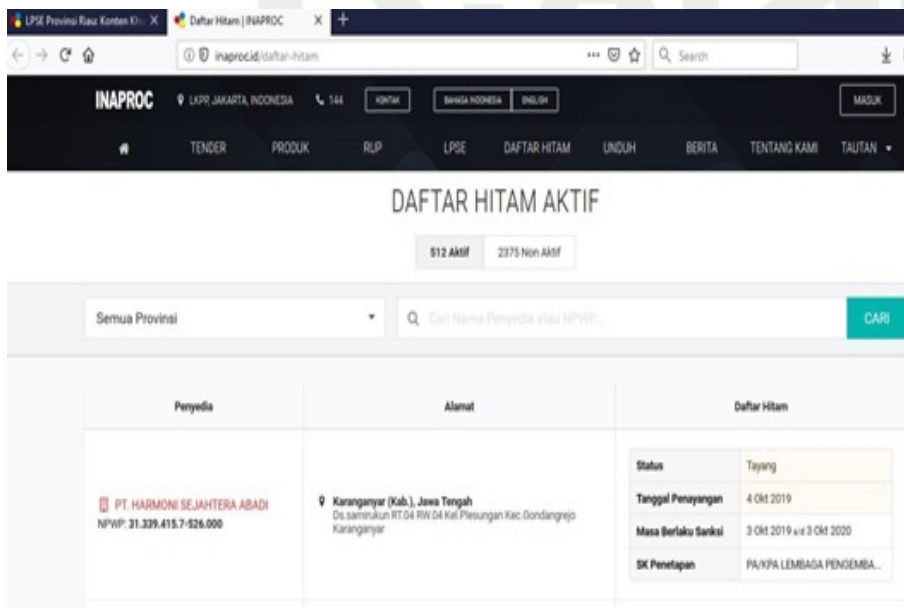 LPSE Provinsi Riau: Konten Kh
Daftar Hitam | INAPROC
inaproc.id/daftar-hitam
Search
INAPROC
LKPP, JAKARTA, INDONESIA
144
KONTAK
BAHASA INDONESIA
ENGLISH
MASUK
TENDER
PRODUK
RUP
LPSE
DAFTAR HITAM
UNDUH
BERITA
TENTANG KAMI
TAUTAN
DAFTAR HITAM AKTIF
512 Aktif
2375 Non Aktif
Semua Provinsi
Cari Nama Penyedia atau NPWP...
CARI
Penyedia
Alamat
Daftar Hitam
PT. HARMONI SEJAHTERA ABADI
NPWP: 31.339.415.7-526.000
Karanganyar (Kab.), Jawa Tengah
Ds.samirukun RT.04 RW.04 Kel.Plesungan Kec.Gondangrejo
Karanganyar
Status
Tayang
Tanggal Penayangan
4 Okt 2019
Masa Berlaku Sanksi
3 Okt 2019 s/d 3 Okt 2020
SK Penetapan
PA/KPA LEMBAGA PENGEMBA...